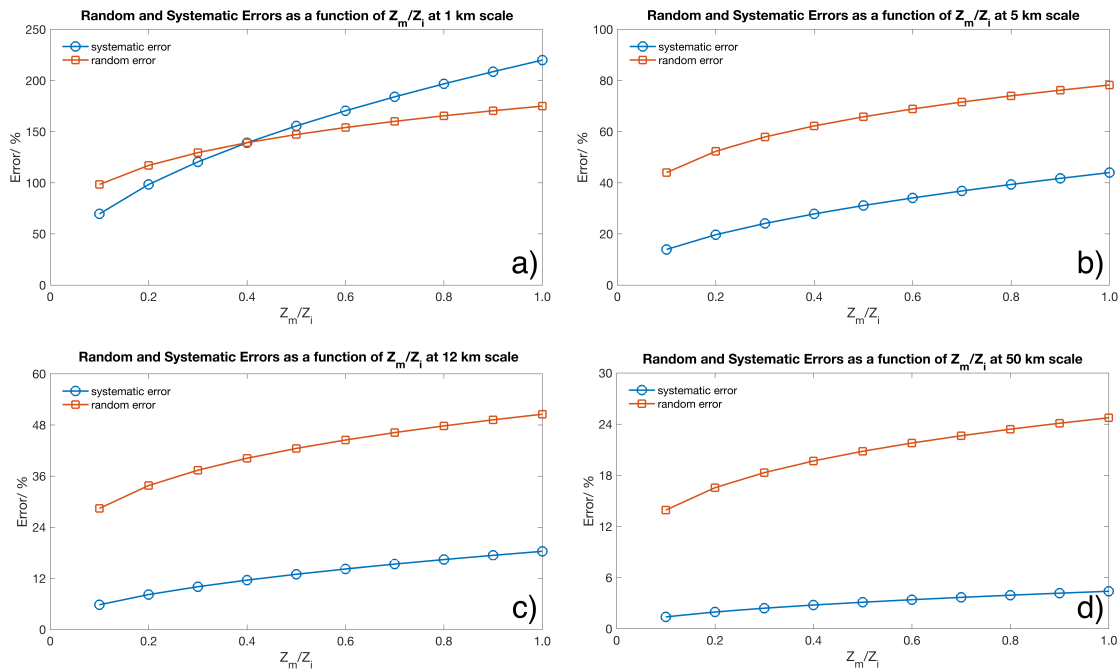 Random and Systematic Errors as a function of Zm/Zi at 1 km scale
250
200
150
100
50
0
Error/ %
systematic error
random error
a)
0
0.2
0.4
0.6
0.8
1.0
Zm/Zi
Random and Systematic Errors as a function of Zm/Zi at 5 km scale
100
80
60
40
20
0
Error/ %
systematic error
random error
b)
0
0.2
0.4
0.6
0.8
1.0
Zm/Zi
Random and Systematic Errors as a function of Zm/Zi at 12 km scale
60
48
36
24
12
0
Error/ %
systematic error
random error
c)
0
0.2
0.4
0.6
0.8
1.0
Zm/Zi
Random and Systematic Errors as a function of Zm/Zi at 50 km scale
30
24
18
12
6
0
Error/ %
systematic error
random error
d)
0
0.2
0.4
0.6
0.8
1.0
Zm/Zi